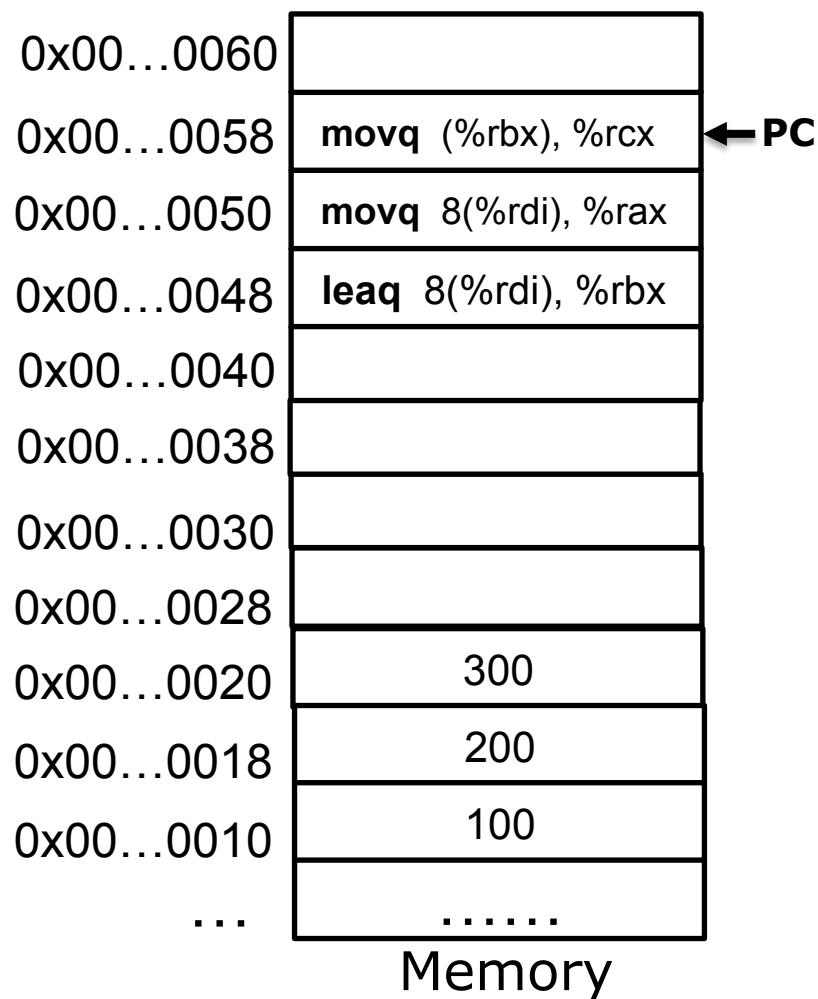 0x00…0060
0x00…0058 movq (%rbx), %rcx PC
0x00…0050 movq 8(%rdi), %rax
0x00…0048 leaq 8(%rdi), %rbx
0x00…0040
0x00…0038
0x00…0030
0x00…0028
0x00…0020 300
0x00…0018 200
0x00…0010 100
… ……
Memory